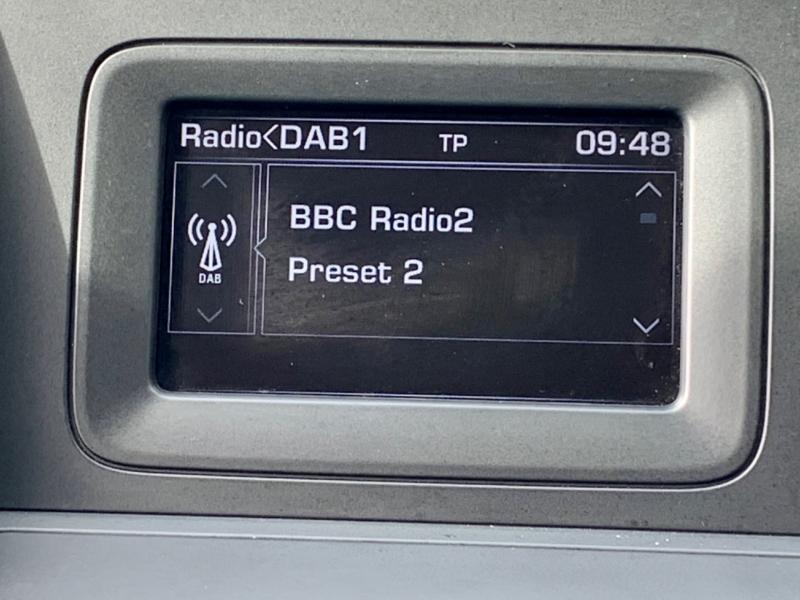 Radio<DAB1 TP 09:48
BBC Radio2
DAB
Preset 2